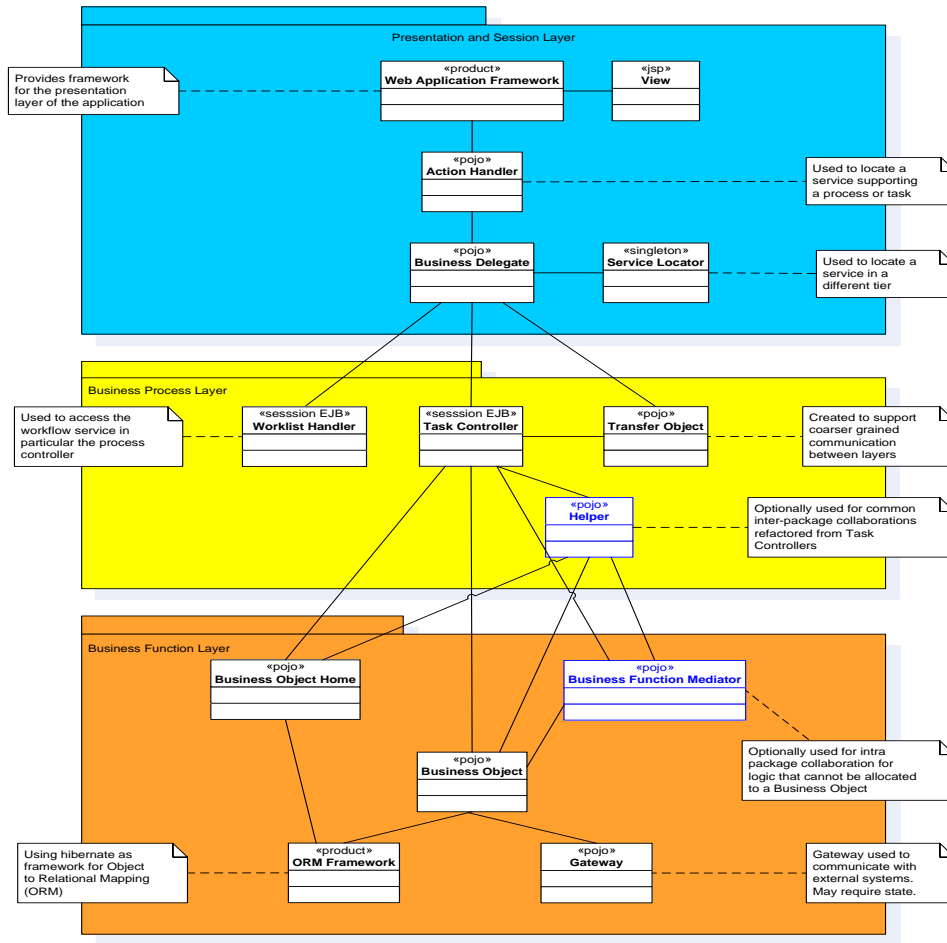 Presentation and Session Layer
«product»
Web Application Framework
«jsp»
View
Provides framework
for the presentation
layer of the application
«pojo»
Action Handler
Used to locate a
service supporting
a process or task
«pojo»
Business Delegate
«singleton»
Service Locator
Used to locate a
service in a
different tier
Business Process Layer
Used to access the
workflow service in
particular the process
controller
«sesssion EJB»
Worklist Handler
«sesssion EJB»
Task Controller
«pojo»
Transfer Object
Created to support
coarser grained
communication
between layers
«pojo»
Helper
Optionally used for common
inter-package collaborations
refactored from Task
Controllers
Business Function Layer
«pojo»
Business Object Home
«pojo»
Business Function Mediator
«pojo»
Business Object
Optionally used for intra
package collaboration for
logic that cannot be allocated
to a Business Object
Using hibernate as
framework for Object
to Relational Mapping
(ORM)
«product»
ORM Framework
«pojo»
Gateway
Gateway used to
communicate with
external systems.
May require state.